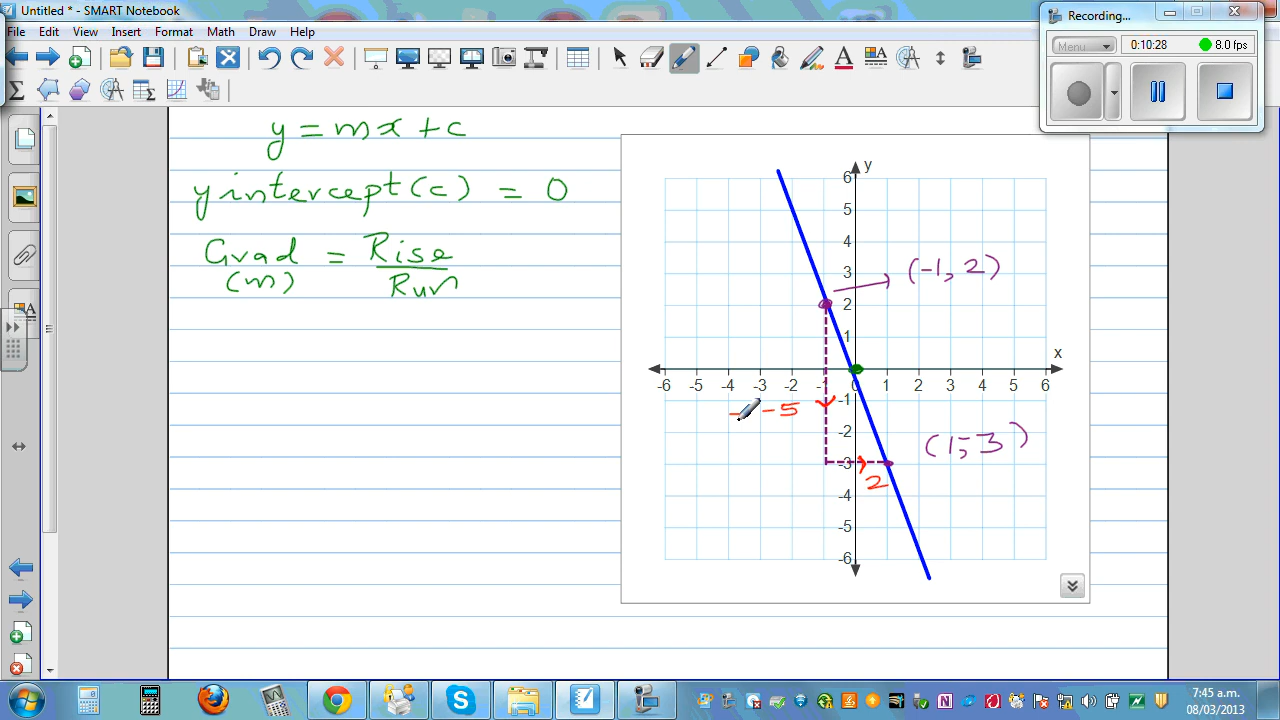 Untitled * - SMART Notebook
File Edit View Insert Format Math Draw Help
Recording...
Menu 0:10:28 8.0 fps
y = mx + c
y intercept (c) = 0
Grad = Rise
(m) Run
y
6
5
4
3
2
1
(-1, 2)
x
-6 -5 -4 -3 -2 -1 0 1 2 3 4 5 6
-1
-2
-3
-4
-5
-6
- -5
(1, -3)
2
7:45 a.m.
08/03/2013